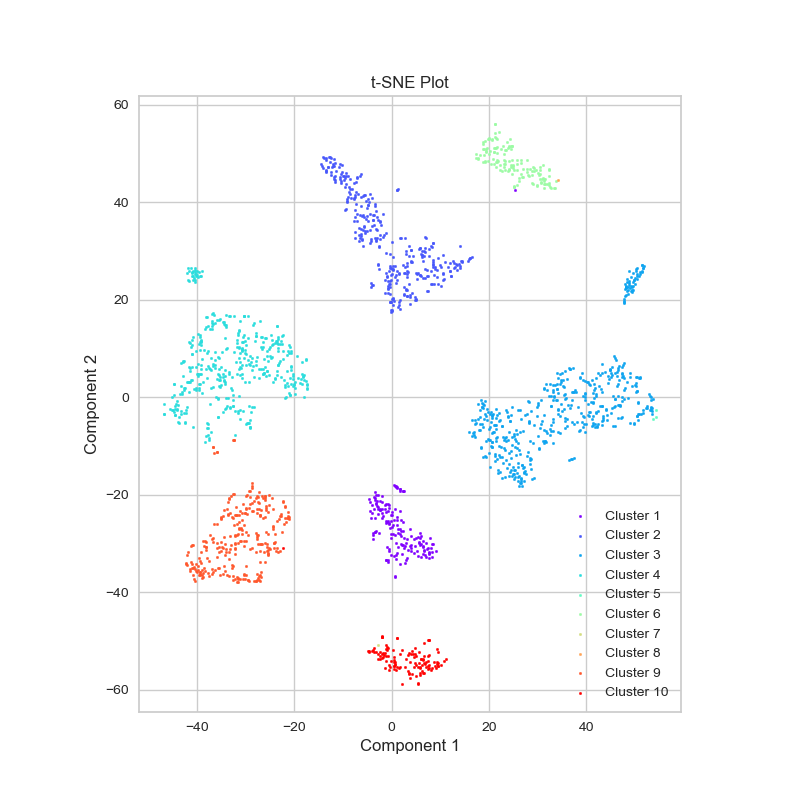 t-SNE Plot
60
40
20
0
−20
−40
−60
Component 2
Cluster 1
Cluster 2
Cluster 3
Cluster 4
Cluster 5
Cluster 6
Cluster 7
Cluster 8
Cluster 9
Cluster 10
−40 −20 0 20 40
Component 1